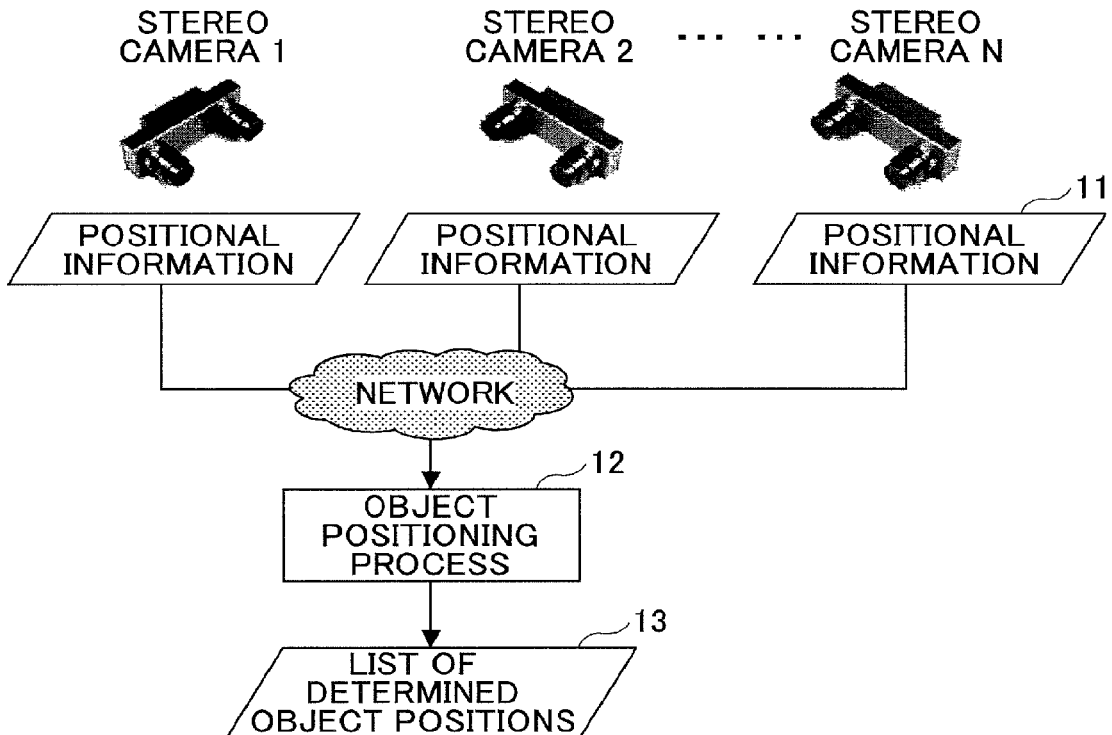 STEREO
CAMERA 1
STEREO
CAMERA 2
... ...
STEREO
CAMERA N
POSITIONAL
INFORMATION
POSITIONAL
INFORMATION
11
POSITIONAL
INFORMATION
NETWORK
12
OBJECT
POSITIONING
PROCESS
13
LIST OF
DETERMINED
OBJECT POSITIONS